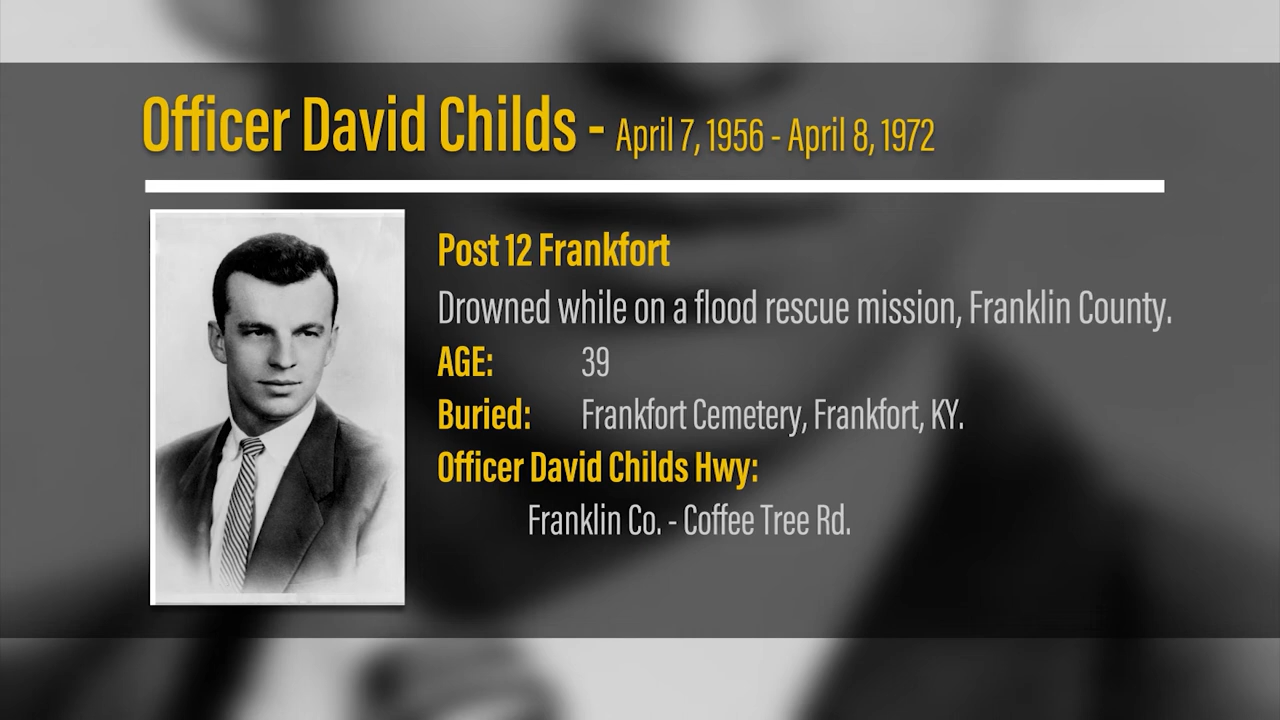 Officer David Childs - April 7, 1956 - April 8, 1972
Post 12 Frankfort
Drowned while on a flood rescue mission, Franklin County.
AGE: 39
Buried: Frankfort Cemetery, Frankfort, KY.
Officer David Childs Hwy:
Franklin Co. - Coffee Tree Rd.